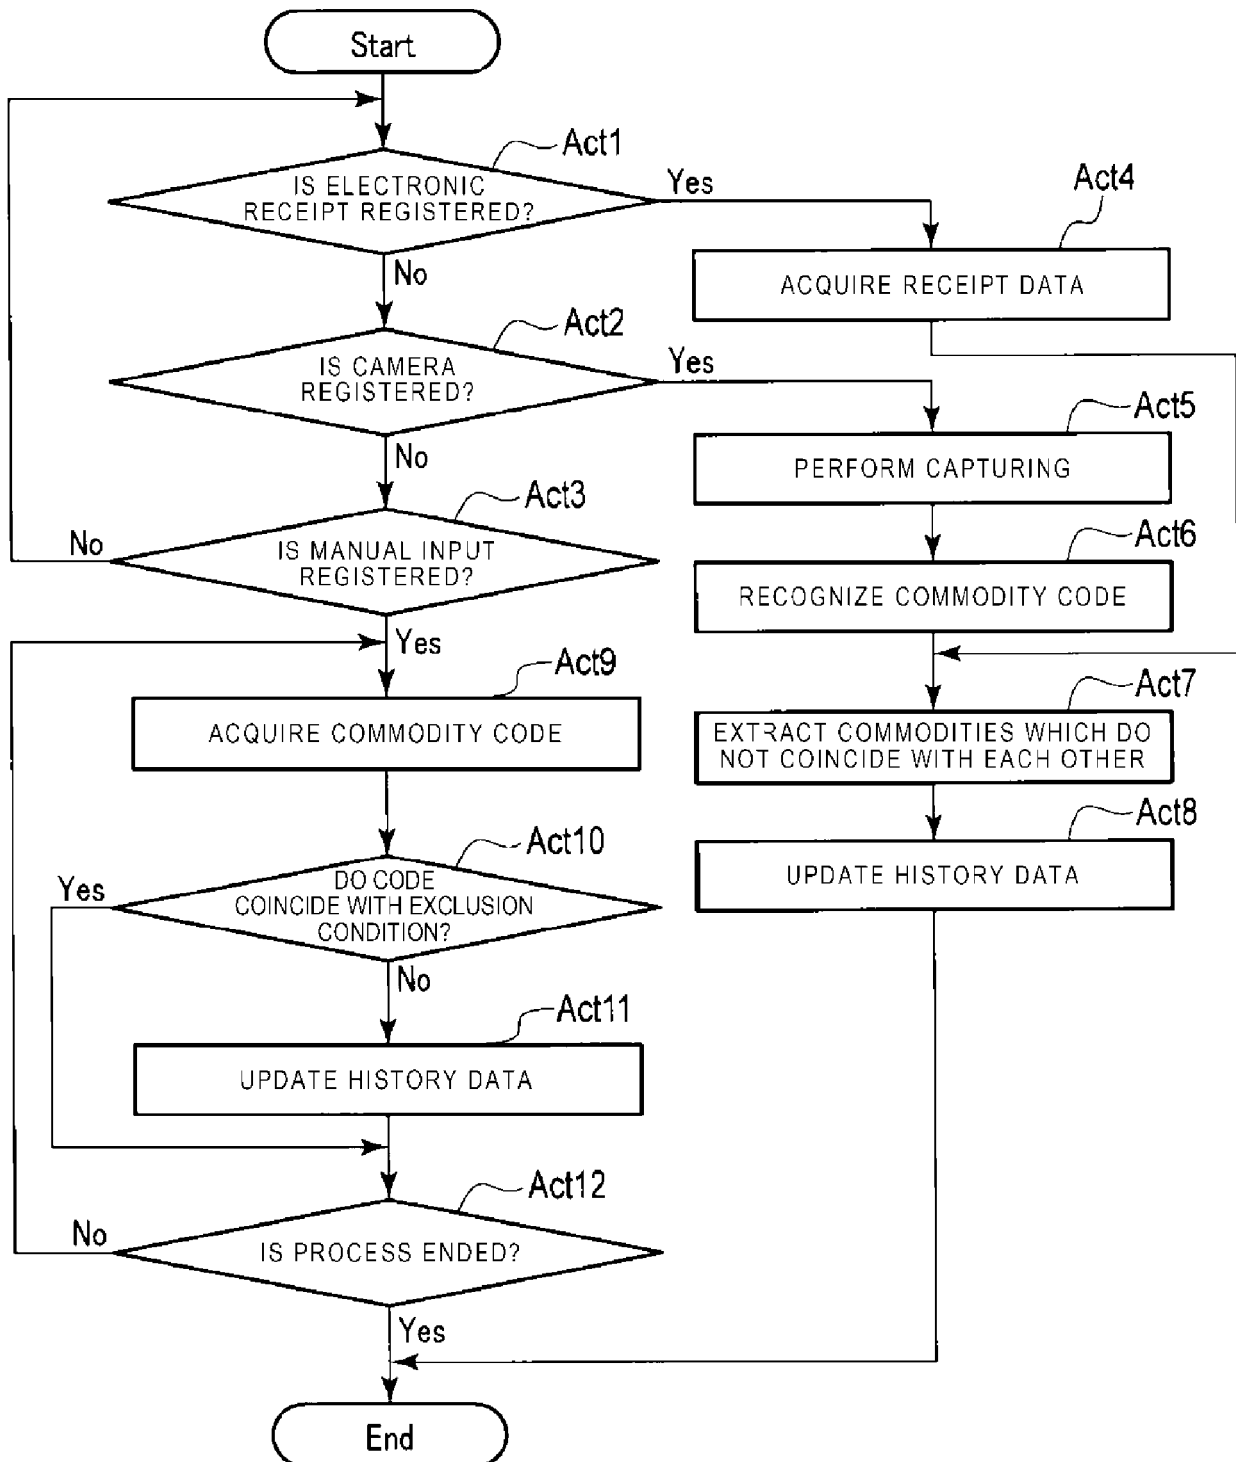 Start
Act1
IS ELECTRONIC
RECEIPT REGISTERED?
Yes
No
Act4
ACQUIRE RECEIPT DATA
Act2
IS CAMERA
REGISTERED?
Yes
No
Act5
PERFORM CAPTURING
Act3
IS MANUAL INPUT
REGISTERED?
No
Yes
Act6
RECOGNIZE COMMODITY CODE
Act9
ACQUIRE COMMODITY CODE
Act7
EXTRACT COMMODITIES WHICH DO
NOT COINCIDE WITH EACH OTHER
Act8
UPDATE HISTORY DATA
Act10
DO CODE
COINCIDE WITH EXCLUSION
CONDITION?
Yes
No
Act11
UPDATE HISTORY DATA
Act12
IS PROCESS ENDED?
No
Yes
End